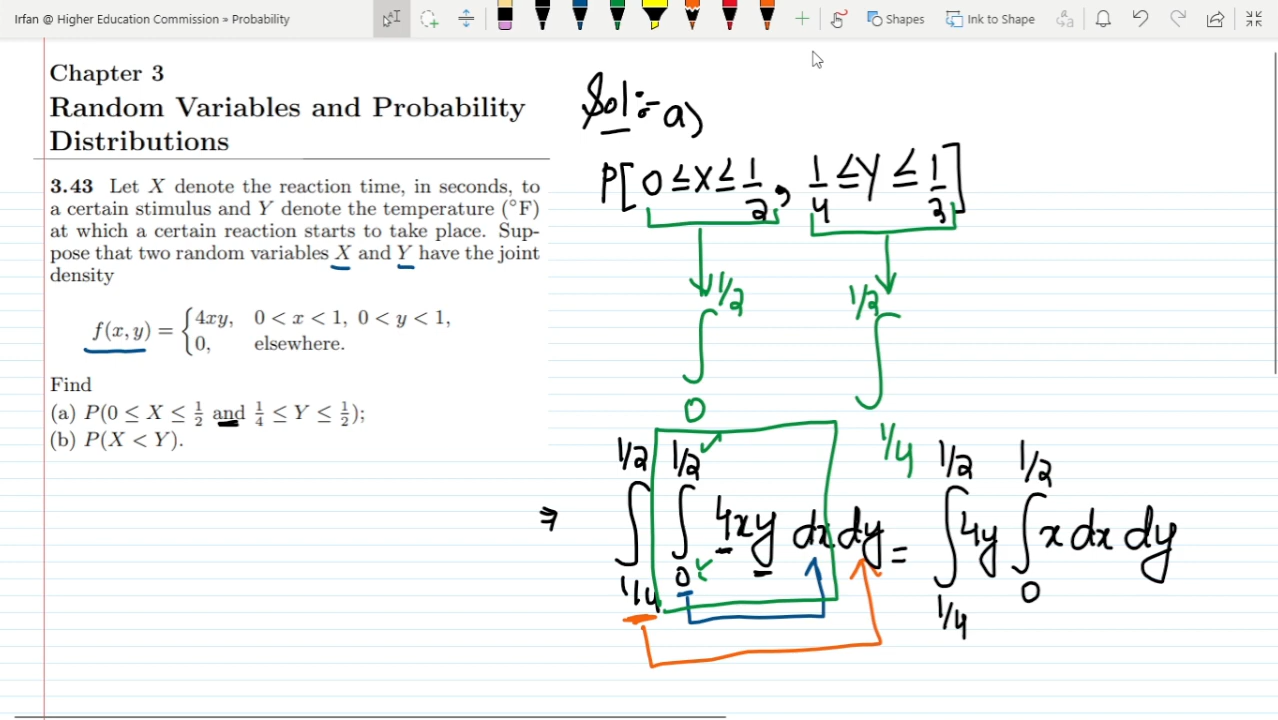 Irfan @ Higher Education Commission » Probability
Shapes
Ink to Shape
Chapter 3
Random Variables and Probability
Distributions
3.43 Let X denote the reaction time, in seconds, to
a certain stimulus and Y denote the temperature (°F)
at which a certain reaction starts to take place. Sup-
pose that two random variables X and Y have the joint
density
f(x, y) = { 4xy, 0 < x < 1, 0 < y < 1,
0, elsewhere.
Find
(a) P(0 ≤ X ≤ 1/2 and 1/4 ≤ Y ≤ 1/2);
(b) P(X < Y).
Sol:- a)
P[0 ≤ X ≤ 1/2, 1/4 ≤ Y ≤ 1/3]
∫_0^{1/2} ∫_{1/4}^{1/2}
⇒ ∫_{1/4}^{1/2} ∫_0^{1/2} 4xy dx dy = ∫_{1/4}^{1/2} 4y ∫_0^{1/2} x dx dy